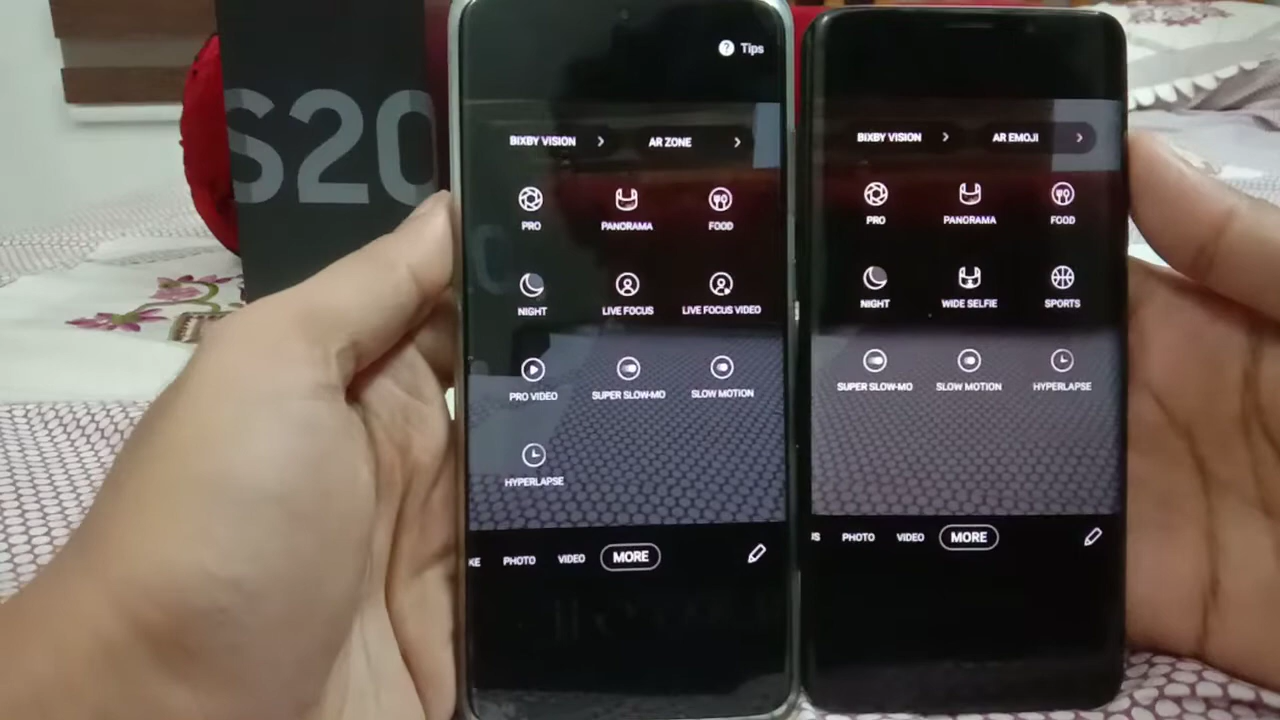 S20
Tips
BIXBY VISION
AR ZONE
PRO
PANORAMA
FOOD
NIGHT
LIVE FOCUS
LIVE FOCUS VIDEO
PRO VIDEO
SUPER SLOW-MO
SLOW MOTION
HYPERLAPSE
KE
PHOTO
VIDEO
MORE
BIXBY VISION
AR EMOJI
PRO
PANORAMA
FOOD
NIGHT
WIDE SELFIE
SPORTS
SUPER SLOW-MO
SLOW MOTION
HYPERLAPSE
PHOTO
VIDEO
MORE